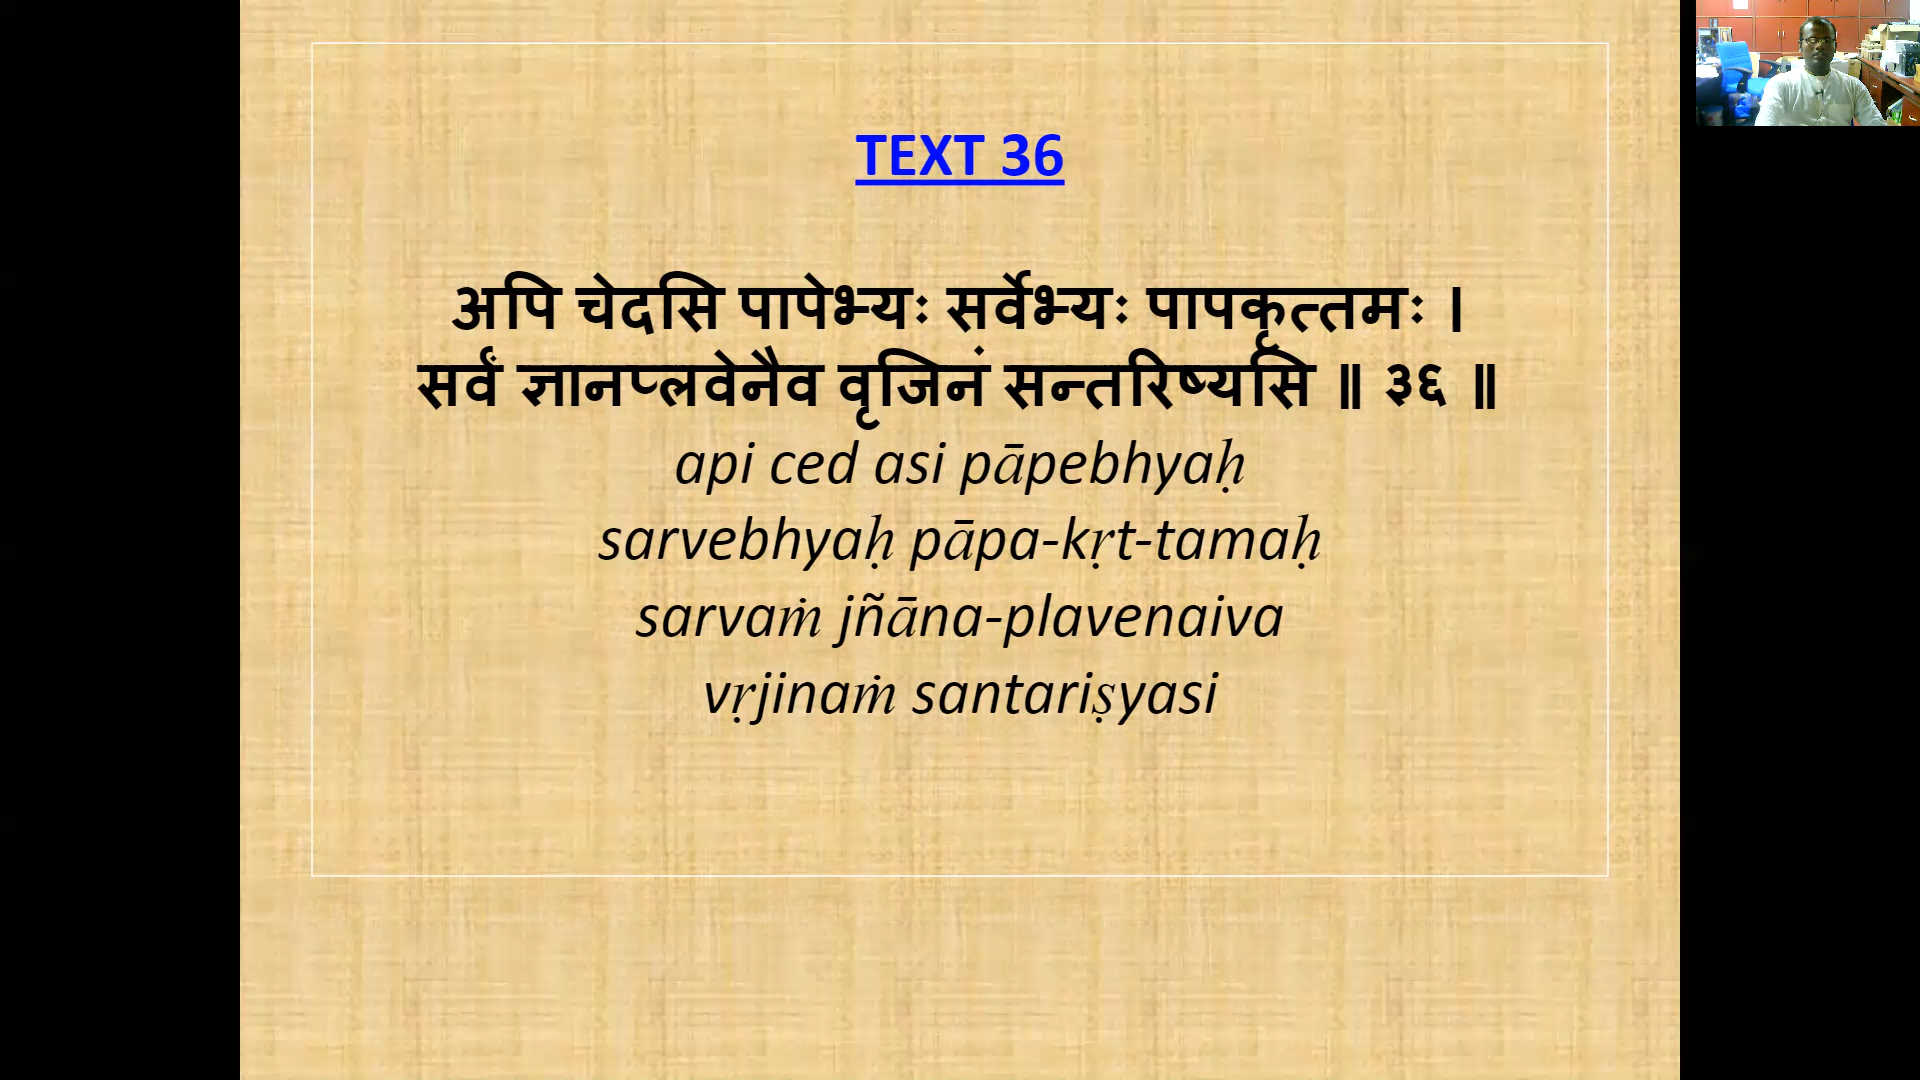 TEXT 36
अपि चेदसि पापेभ्यः सर्वेभ्यः पापकृत्तमः ।
सर्वं ज्ञानप्लवेनैव वृजिनं सन्तरिष्यसि ॥ ३६ ॥
api ced asi pāpebhyaḥ
sarvebhyaḥ pāpa-kṛt-tamaḥ
sarvaṁ jñāna-plavenaiva
vṛjinaṁ santariṣyasi